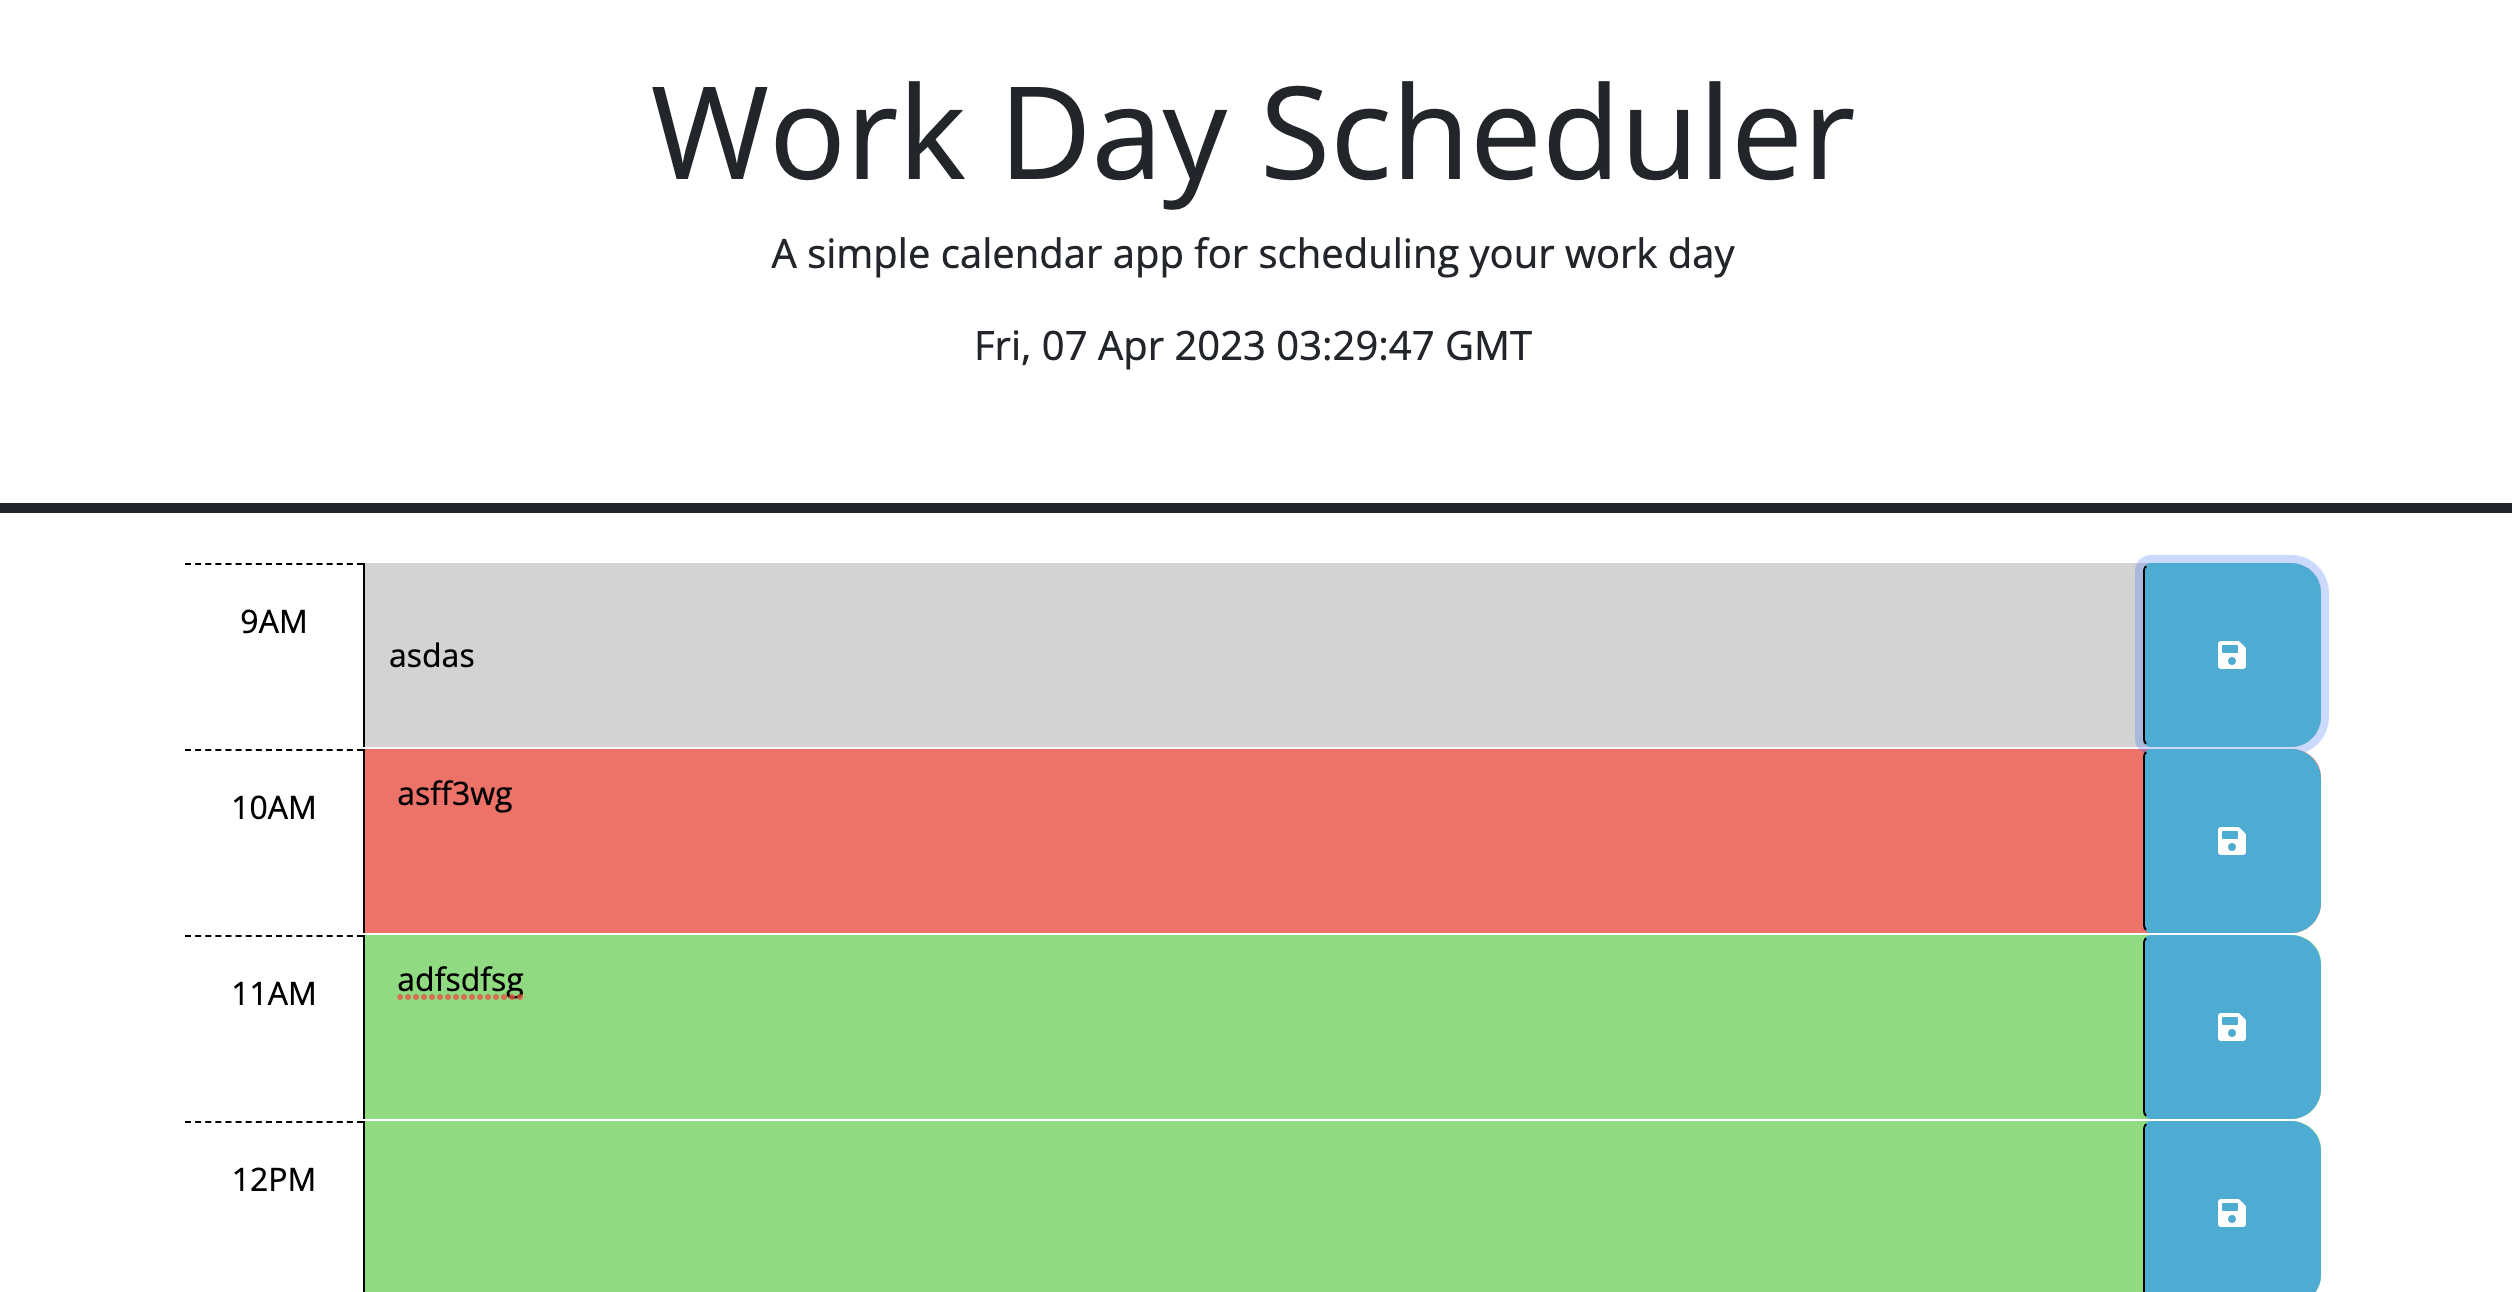 Work Day Scheduler
A simple calendar app for scheduling your work day
Fri, 07 Apr 2023 03:29:47 GMT
9AM
asdas
10AM
asff3wg
11AM
adfsdfsg
12PM